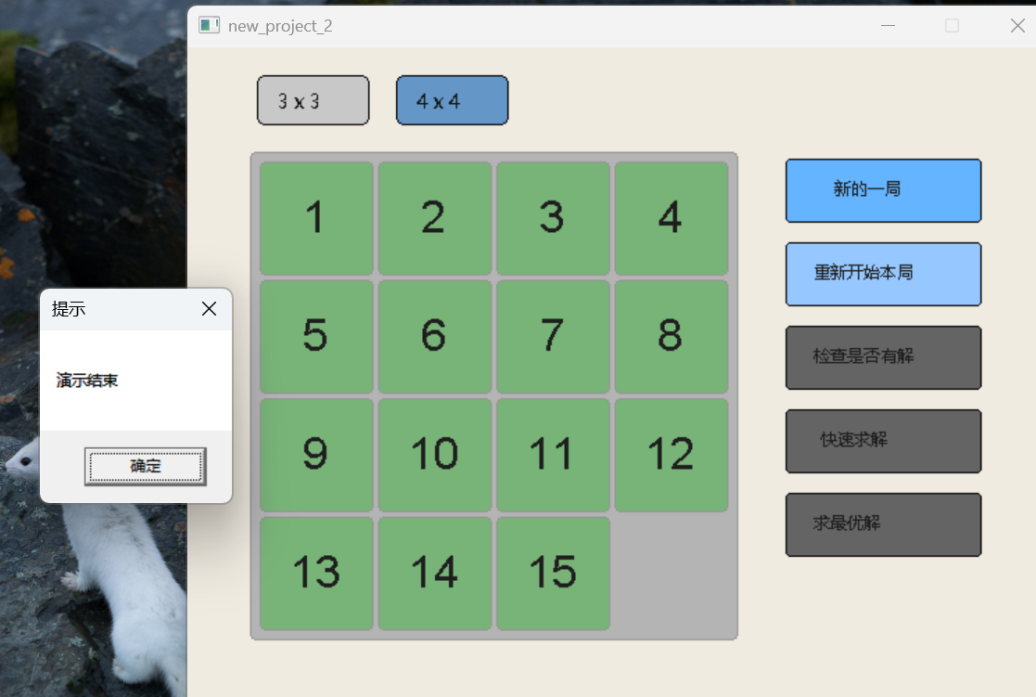 new_project_2
3 x 3
4 x 4
1 2 3 4
5 6 7 8
9 10 11 12
13 14 15
新的一局
重新开始本局
检查是否有解
快速求解
求最优解
提示
演示结束
确定